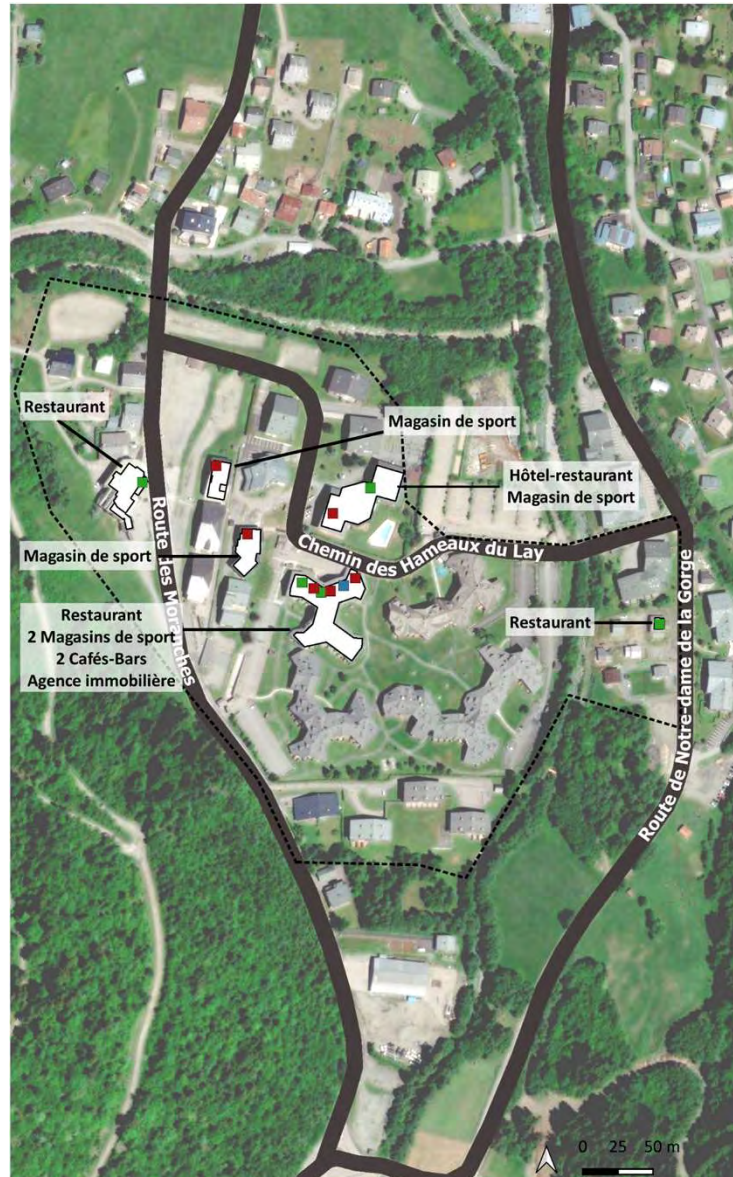 Restaurant
Magasin de sport
Hôtel-restaurant
Magasin de sport
Magasin de sport
Chemin des Hameaux du Lay
Route des Moranches
Restaurant
2 Magasins de sport
2 Cafés-Bars
Agence immobilière
Restaurant
Route de Notre-dame de la Gorge
0 25 50 m